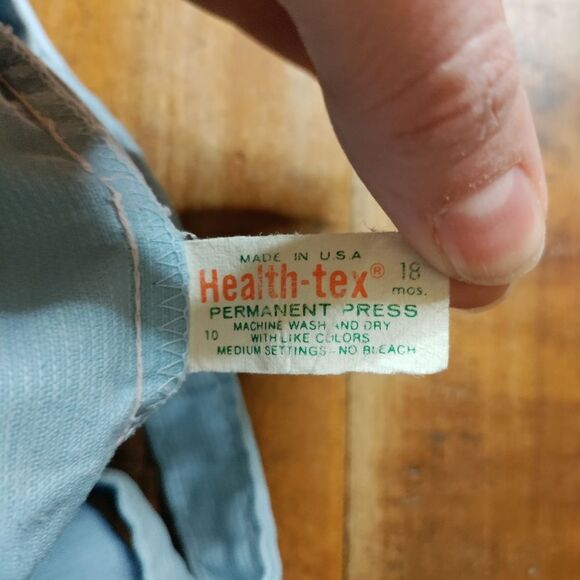 MADE IN U.S.A
Health-tex® 18 mos.
PERMANENT PRESS
MACHINE WASH AND DRY
10 WITH LIKE COLORS
MEDIUM SETTINGS-NO BLEACH